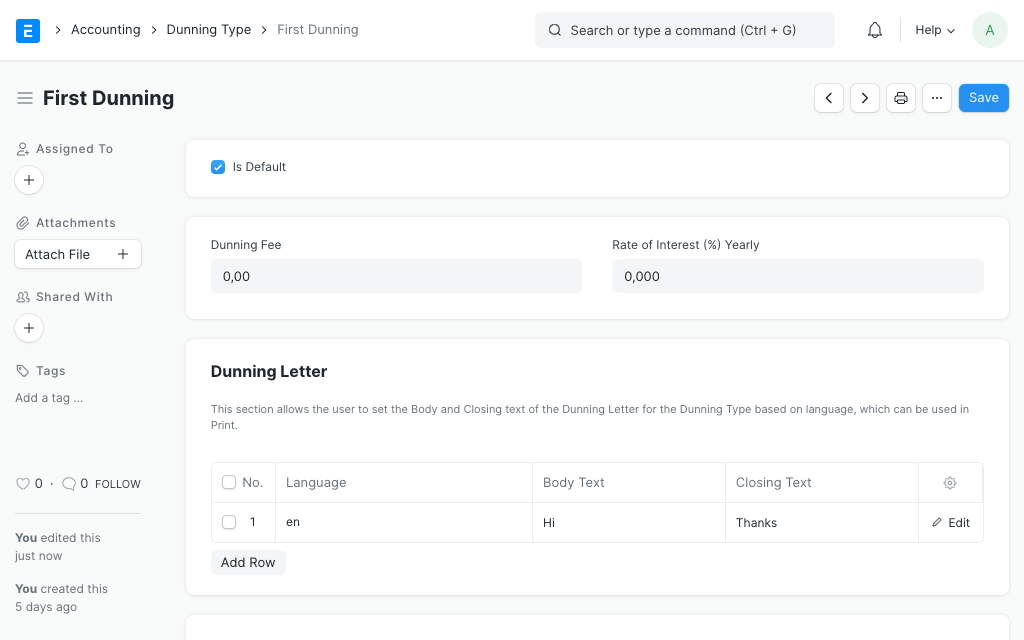 Accounting
Dunning Type
First Dunning
Search or type a command (Ctrl + G)
Help
A
First Dunning
Save
Assigned To
Attachments
Attach File
Shared With
Tags
Add a tag ...
0 · 0 FOLLOW
You edited this
just now
You created this
5 days ago
Is Default
Dunning Fee
0,00
Rate of Interest (%) Yearly
0,000
Dunning Letter
This section allows the user to set the Body and Closing text of the Dunning Letter for the Dunning Type based on language, which can be used in
Print.
No. Language Body Text Closing Text
1 en Hi Thanks Edit
Add Row